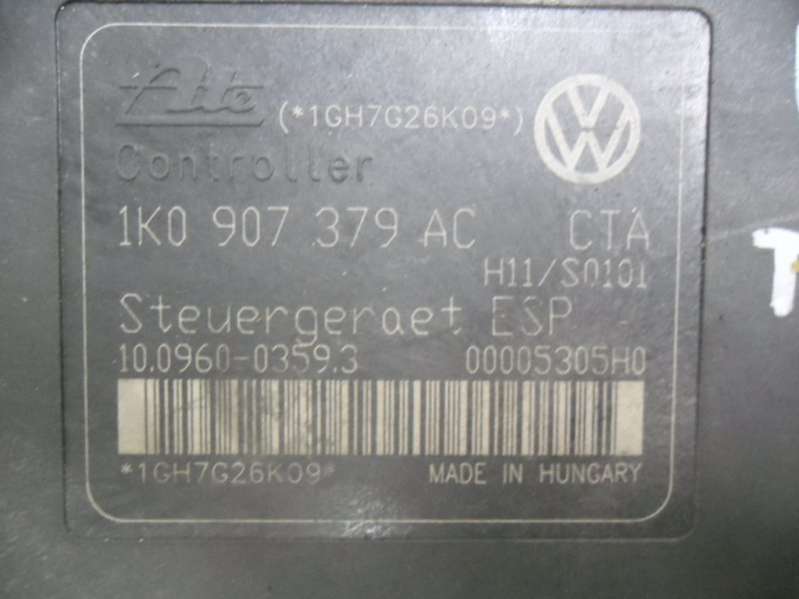 Ate (*1GH7G26K09*)
Controller
1K0 907 379 AC CTA
H11/S0101
Steuergeraet ESP
10.0960-0359.3 00005305H0
*1GH7G26K09* MADE IN HUNGARY